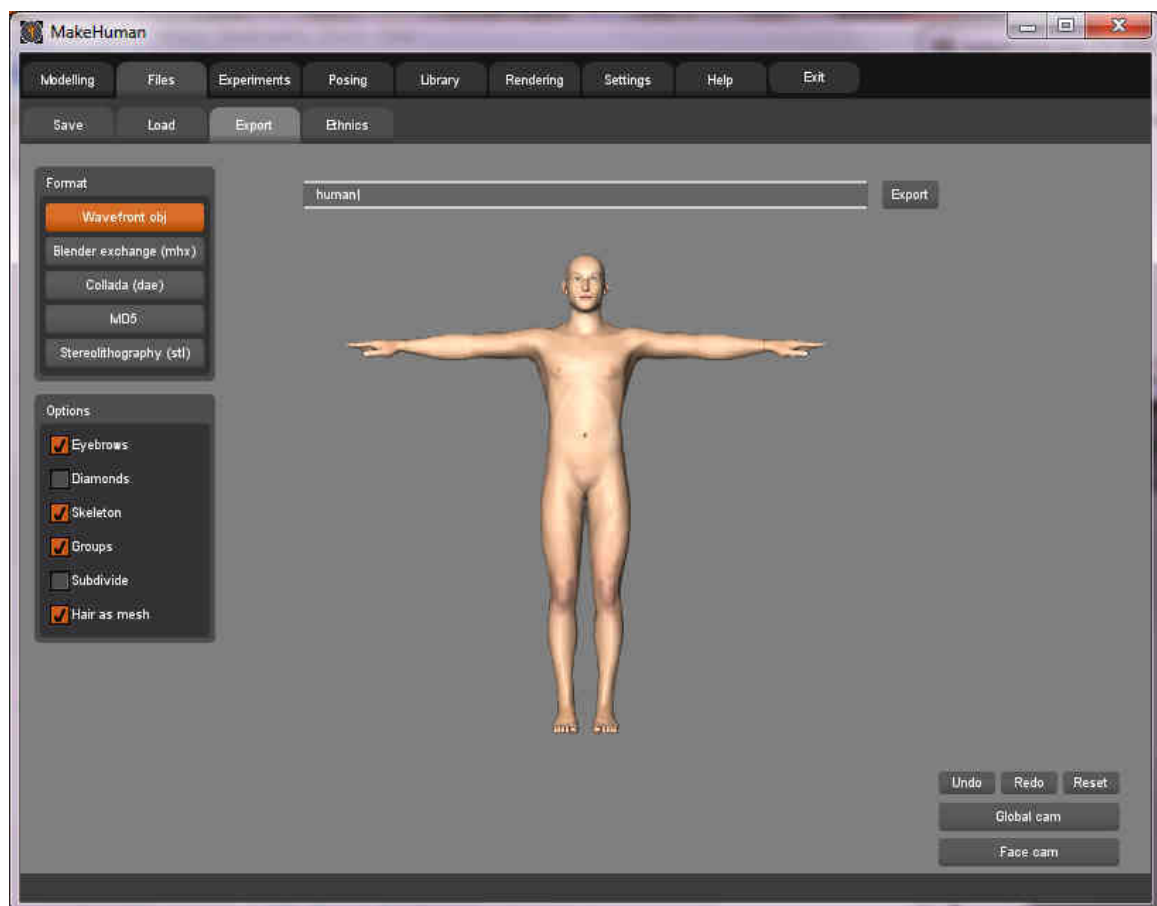 MakeHuman
Modelling Files Experiments Posing Library Rendering Settings Help Exit
Save Load Export Ethnics
Format
human
Export
Wavefront obj
Blender exchange (mhx)
Collada (dae)
MD5
Stereolithography (stl)
Options
Eyebrows
Diamonds
Skeleton
Groups
Subdivide
Hair as mesh
Undo Redo Reset
Global cam
Face cam